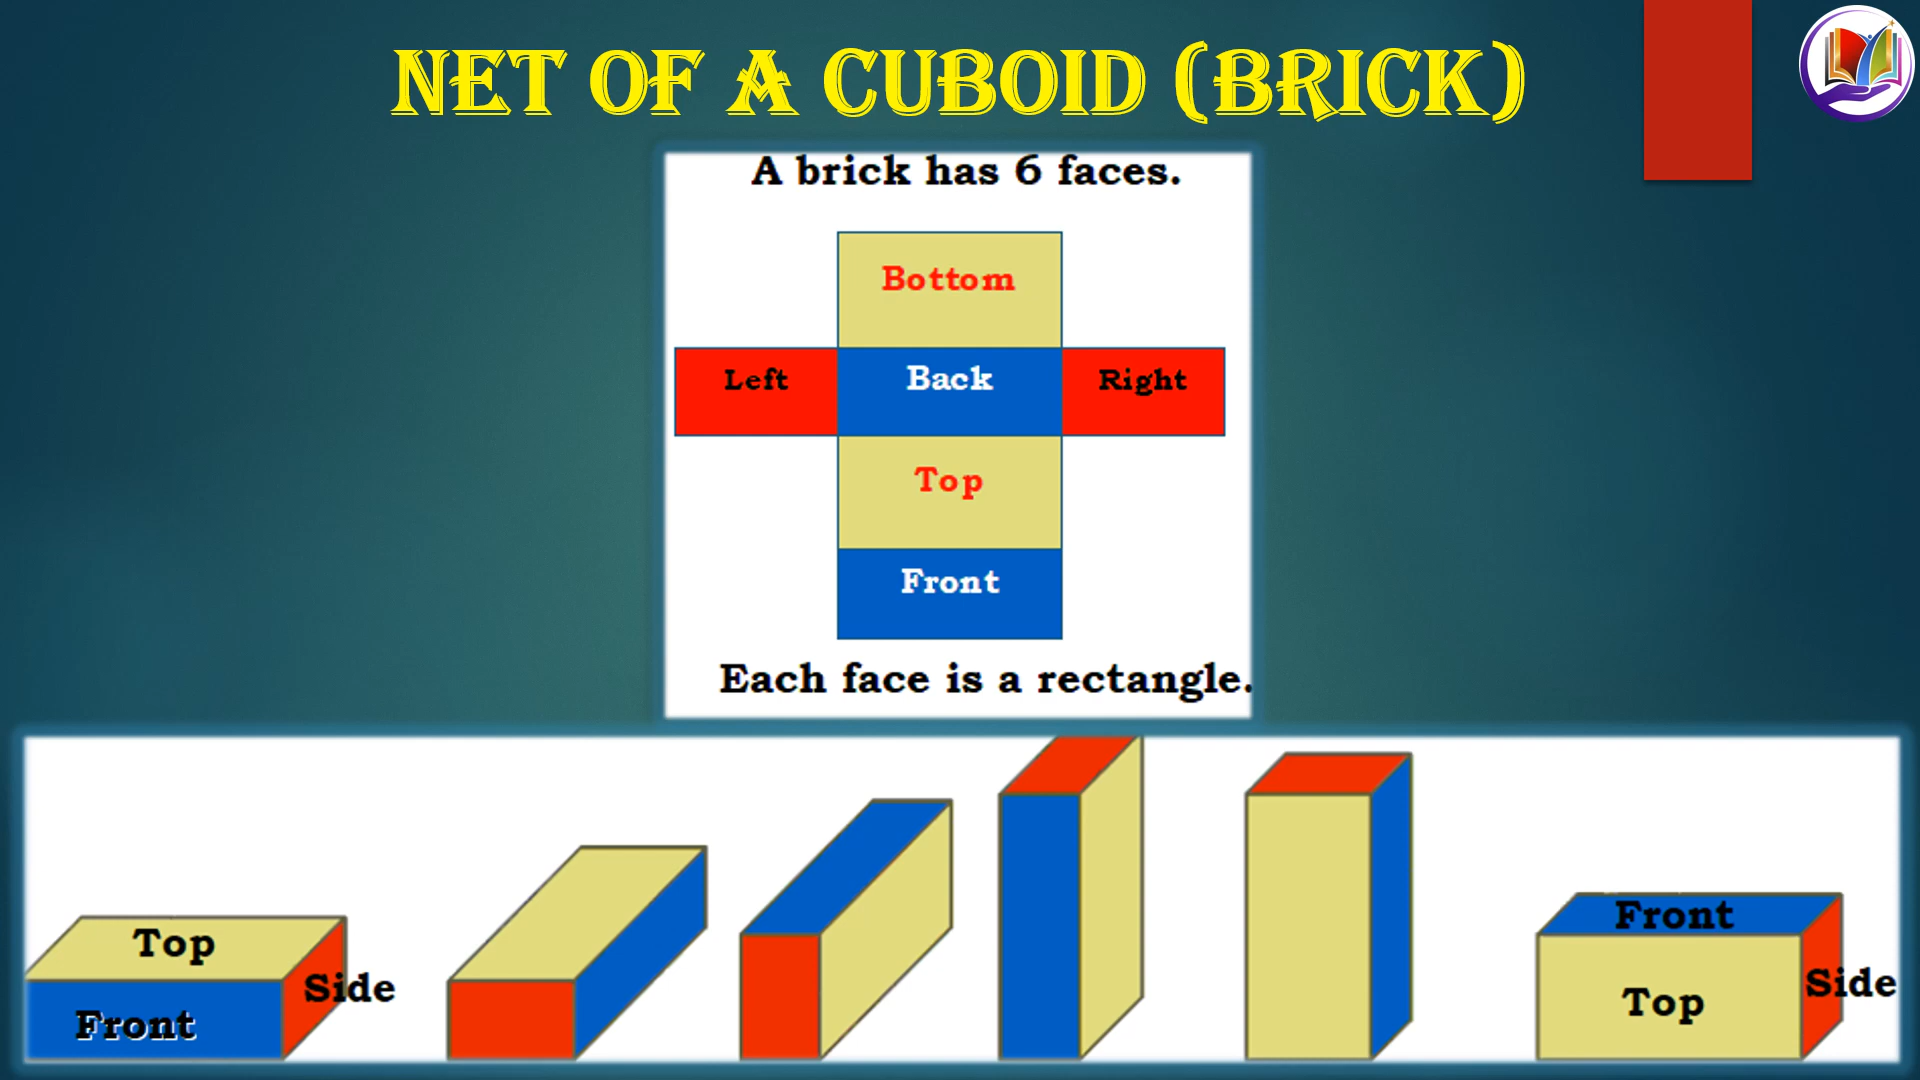 NET OF A CUBOID (BRICK)
A brick has 6 faces.
Bottom
Left Back Right
Top
Front
Each face is a rectangle.
Top
Side
Front
Front
Side
Top